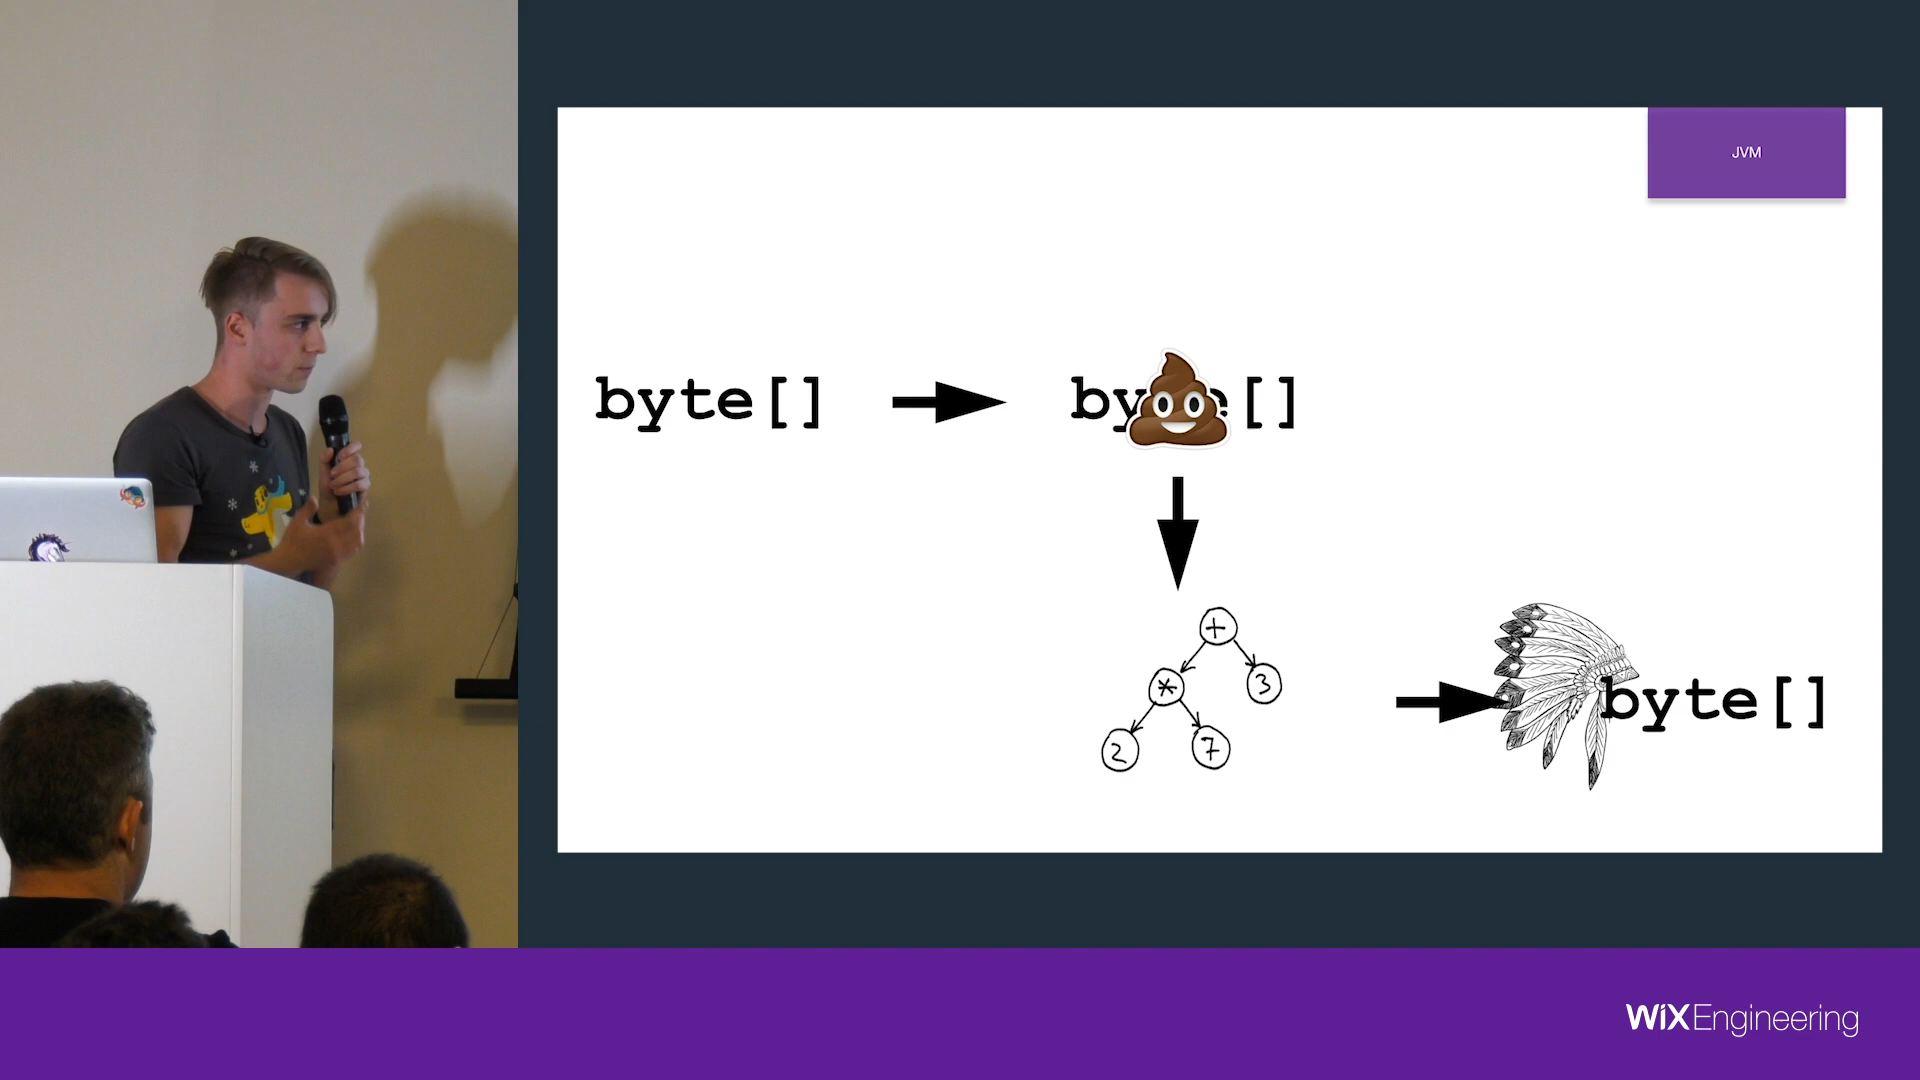 JVM
byte[]
by e[]
+
*
3
2
7
byte[]
WiX Engineering